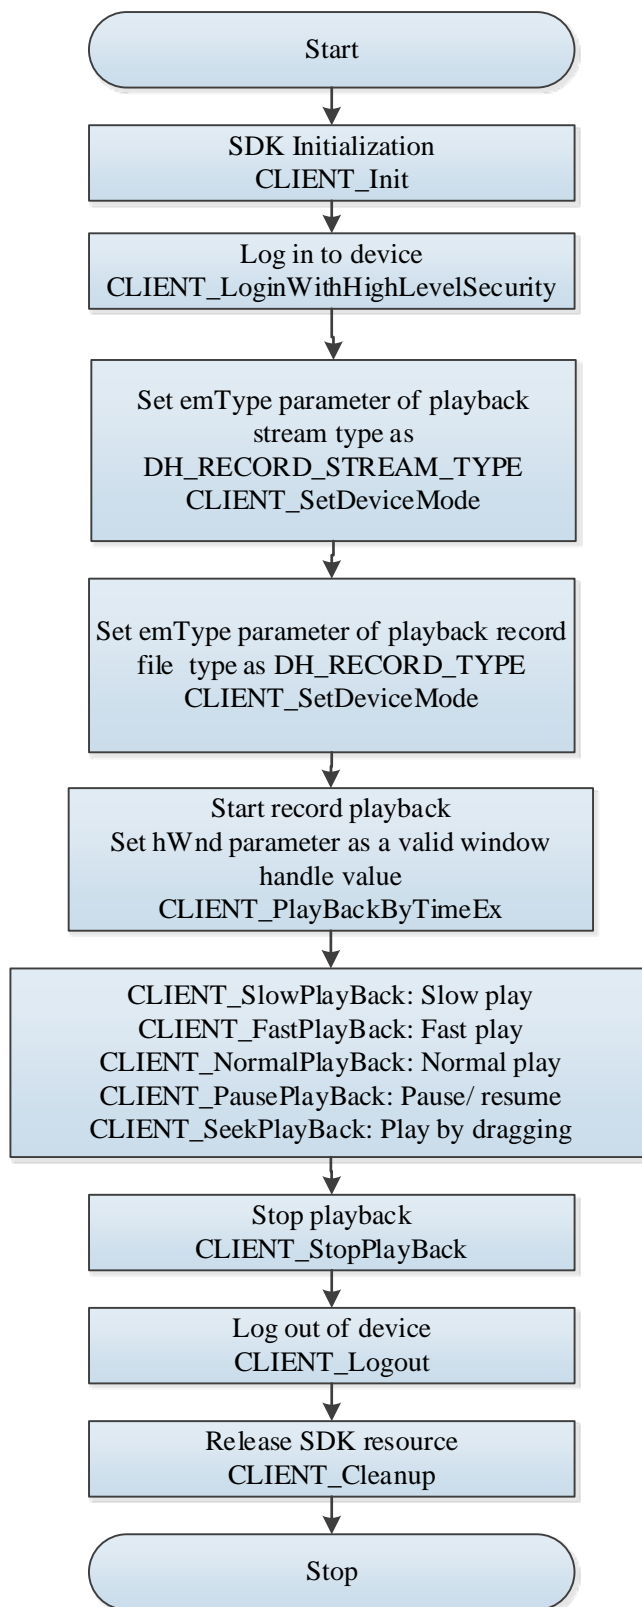 Start
SDK Initialization
CLIENT_Init
Log in to device
CLIENT_LoginWithHighLevelSecurity
Set emType parameter of playback
stream type as
DH_RECORD_STREAM_TYPE
CLIENT_SetDeviceMode
Set emType parameter of playback record
file type as DH_RECORD_TYPE
CLIENT_SetDeviceMode
Start record playback
Set hWnd parameter as a valid window
handle value
CLIENT_PlayBackByTimeEx
CLIENT_SlowPlayBack: Slow play
CLIENT_FastPlayBack: Fast play
CLIENT_NormalPlayBack: Normal play
CLIENT_PausePlayBack: Pause/ resume
CLIENT_SeekPlayBack: Play by dragging
Stop playback
CLIENT_StopPlayBack
Log out of device
CLIENT_Logout
Release SDK resource
CLIENT_Cleanup
Stop